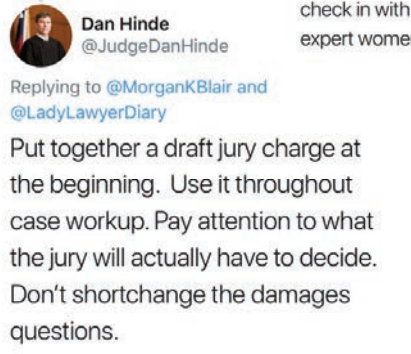 Dan Hinde
@JudgeDanHinde
check in with
expert wome
Replying to @MorganKBlair and
@LadyLawyerDiary
Put together a draft jury charge at
the beginning. Use it throughout
case workup. Pay attention to what
the jury will actually have to decide.
Don't shortchange the damages
questions.